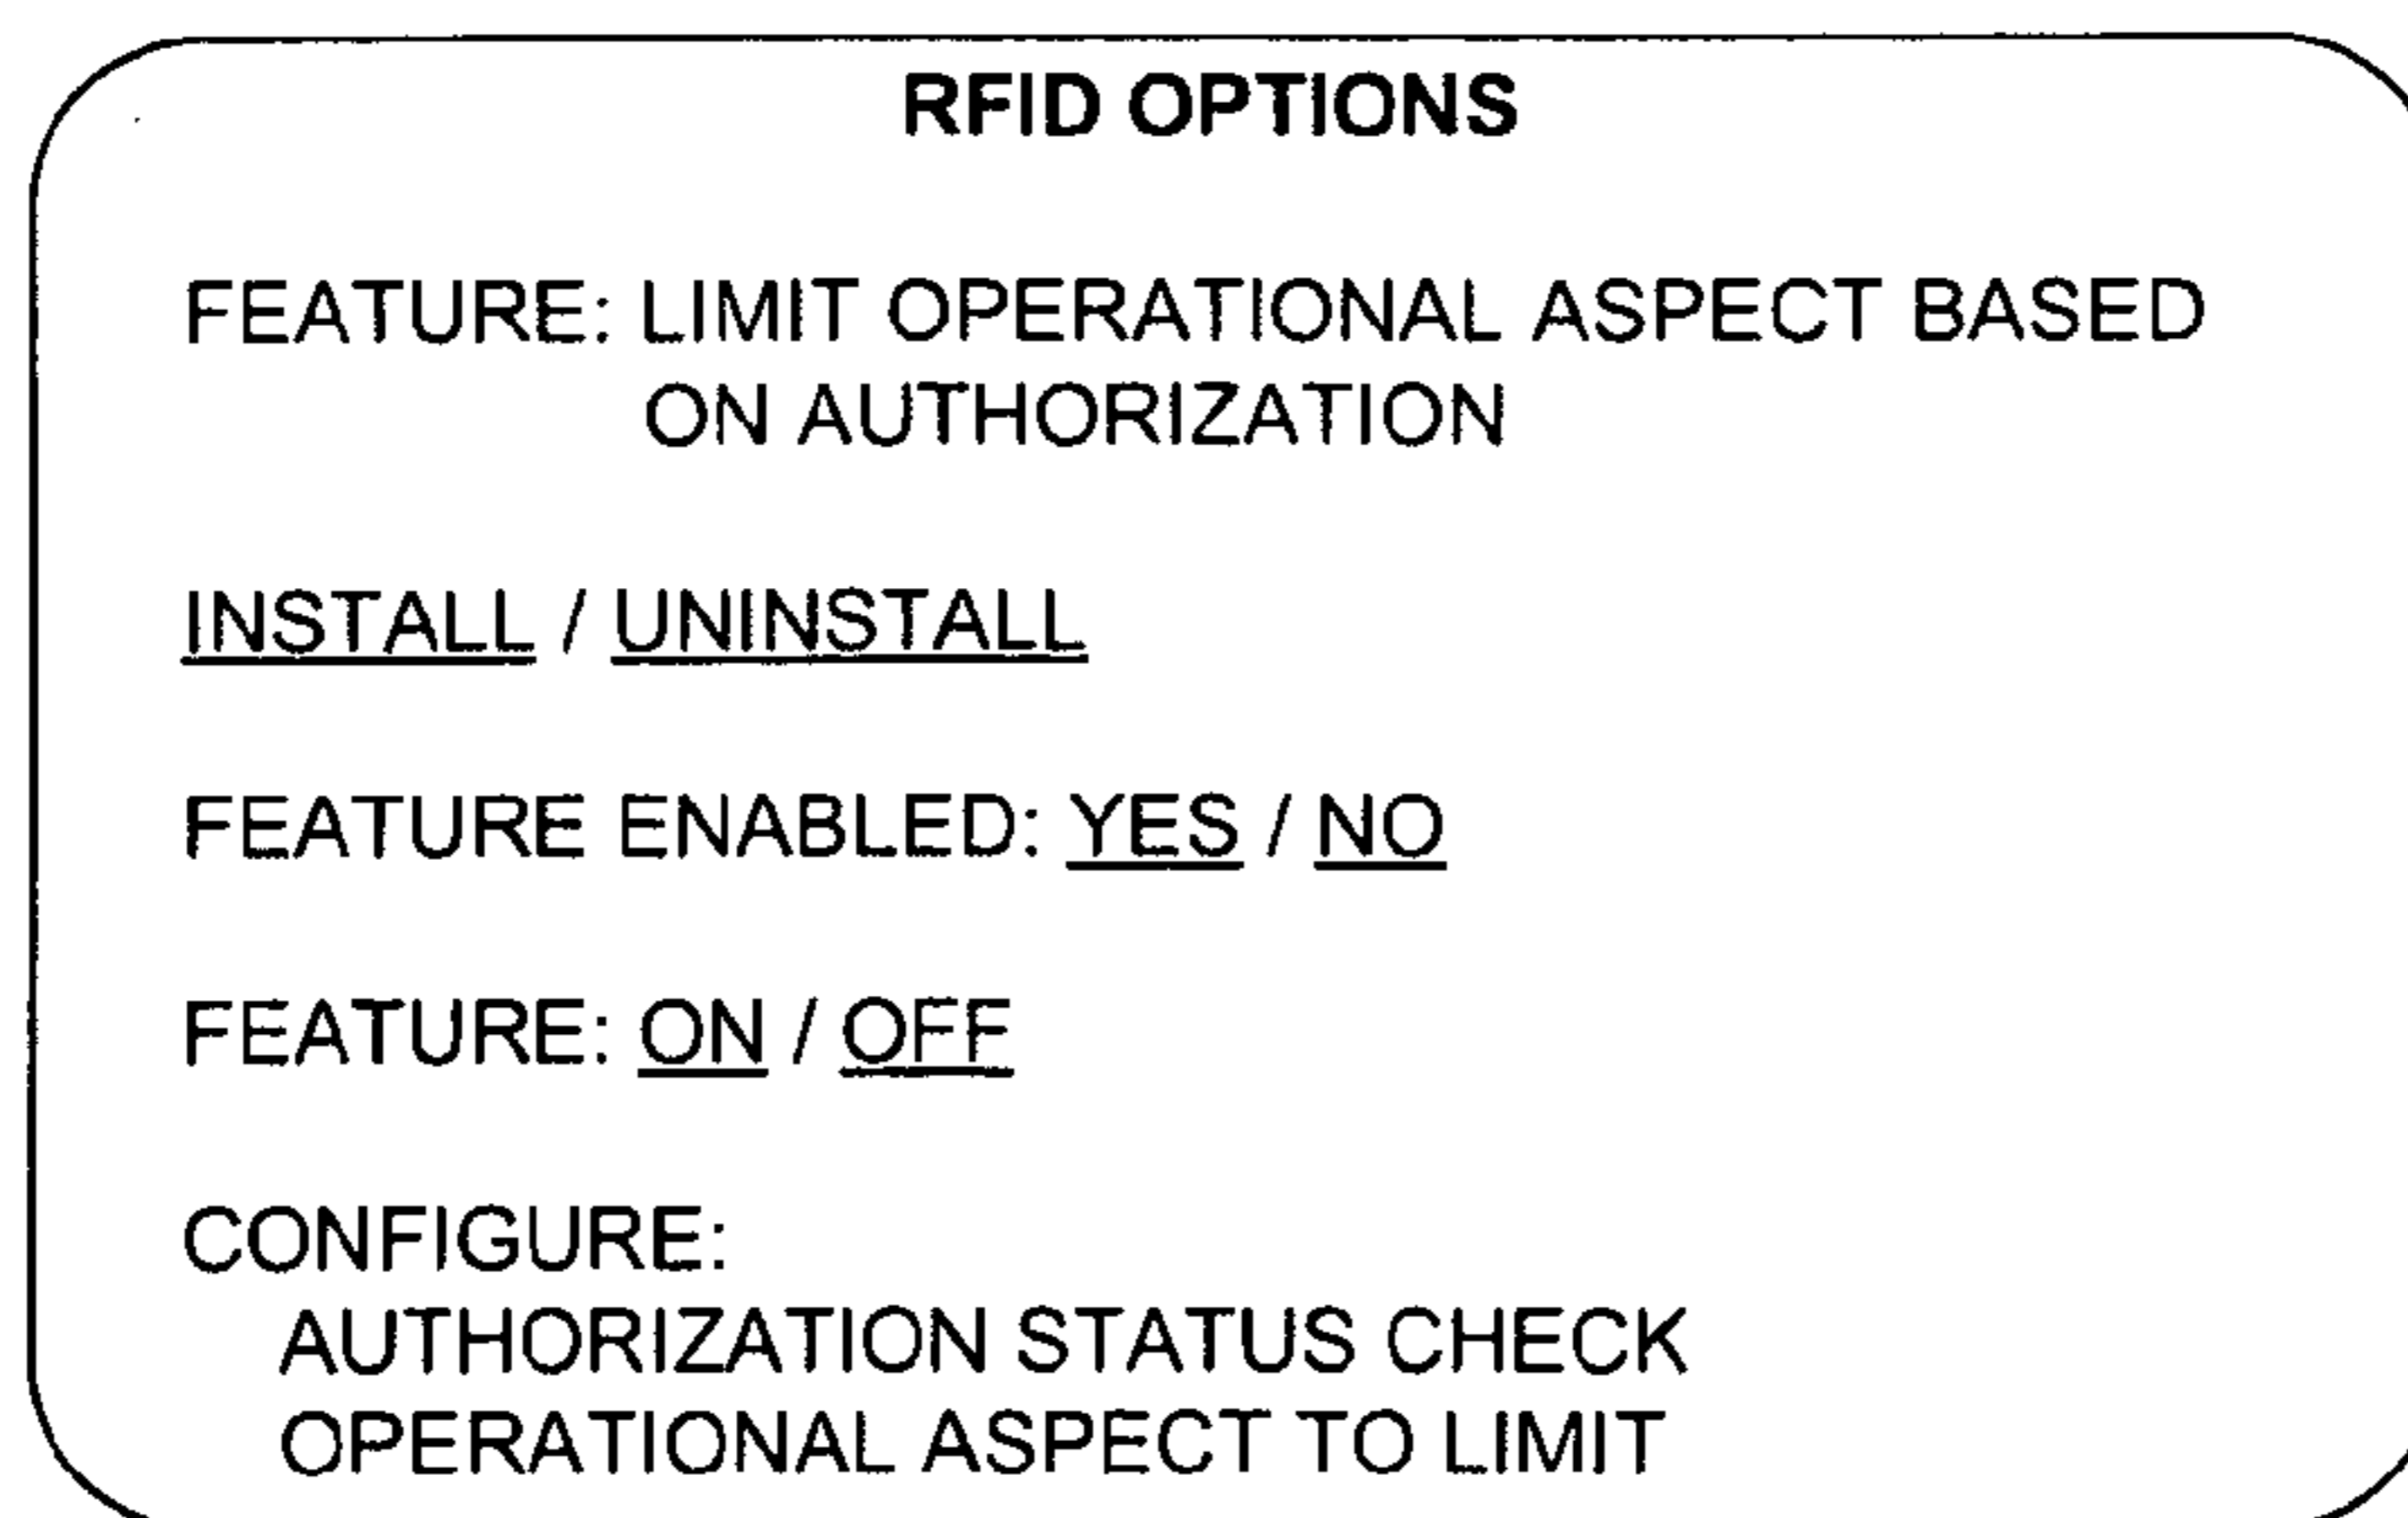 RFID OPTIONS
FEATURE: LIMIT OPERATIONAL ASPECT BASED
ON AUTHORIZATION
INSTALL / UNINSTALL
FEATURE ENABLED: YES / NO
FEATURE: ON / OFF
CONFIGURE:
AUTHORIZATION STATUS CHECK
OPERATIONAL ASPECT TO LIMIT